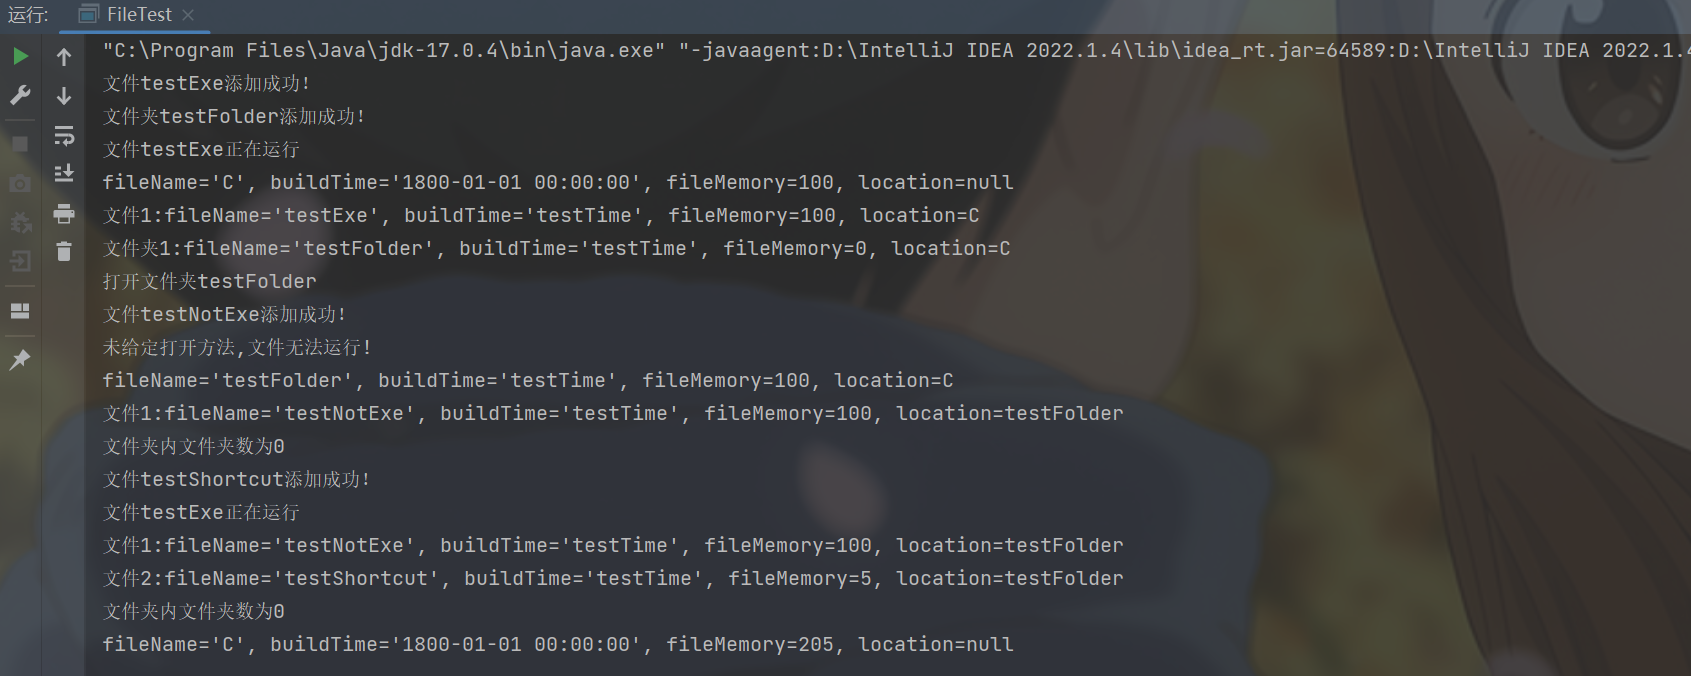 运行: FileTest
"C:\Program Files\Java\jdk-17.0.4\bin\java.exe" "-javaagent:D:\IntelliJ IDEA 2022.1.4\lib\idea_rt.jar=64589:D:\IntelliJ IDEA 2022.1.4
文件testExe添加成功!
文件夹testFolder添加成功!
文件testExe正在运行
fileName='C', buildTime='1800-01-01 00:00:00', fileMemory=100, location=null
文件1:fileName='testExe', buildTime='testTime', fileMemory=100, location=C
文件夹1:fileName='testFolder', buildTime='testTime', fileMemory=0, location=C
打开文件夹testFolder
文件testNotExe添加成功!
未给定打开方法,文件无法运行!
fileName='testFolder', buildTime='testTime', fileMemory=100, location=C
文件1:fileName='testNotExe', buildTime='testTime', fileMemory=100, location=testFolder
文件夹内文件夹数为0
文件testShortcut添加成功!
文件testExe正在运行
文件1:fileName='testNotExe', buildTime='testTime', fileMemory=100, location=testFolder
文件2:fileName='testShortcut', buildTime='testTime', fileMemory=5, location=testFolder
文件夹内文件夹数为0
fileName='C', buildTime='1800-01-01 00:00:00', fileMemory=205, location=null